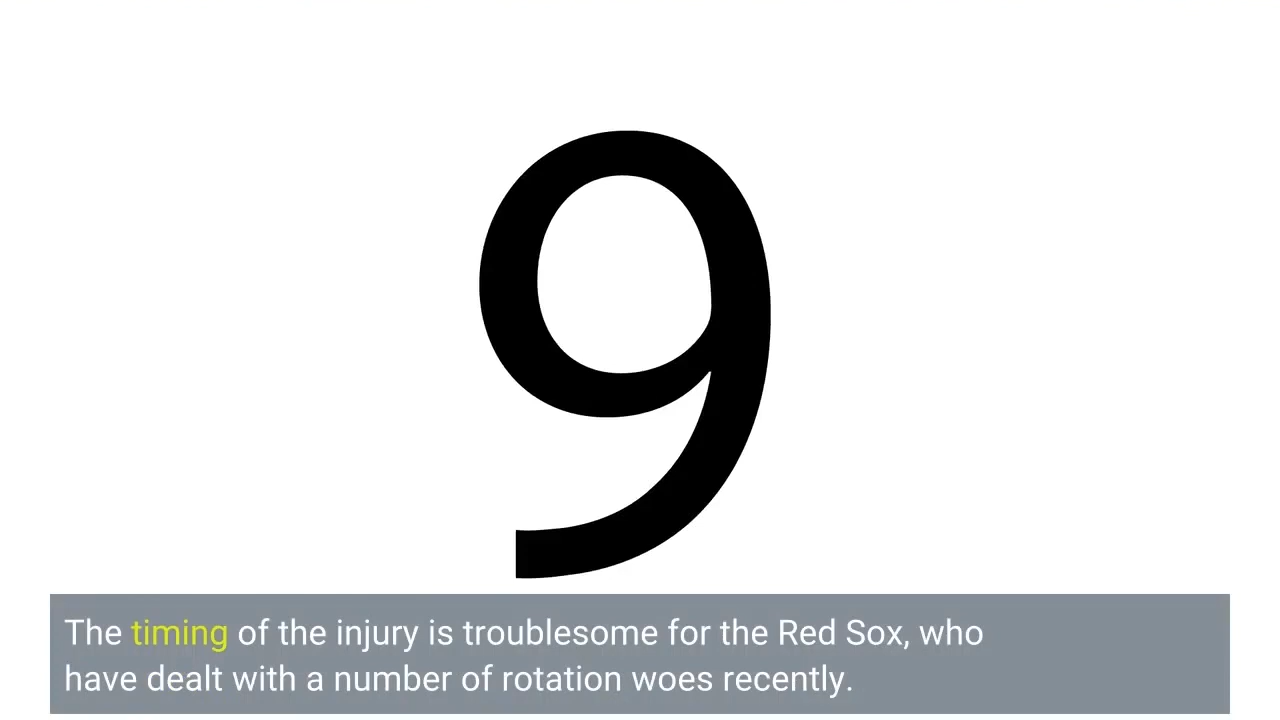 9
The timing of the injury is troublesome for the Red Sox, who
have dealt with a number of rotation woes recently.